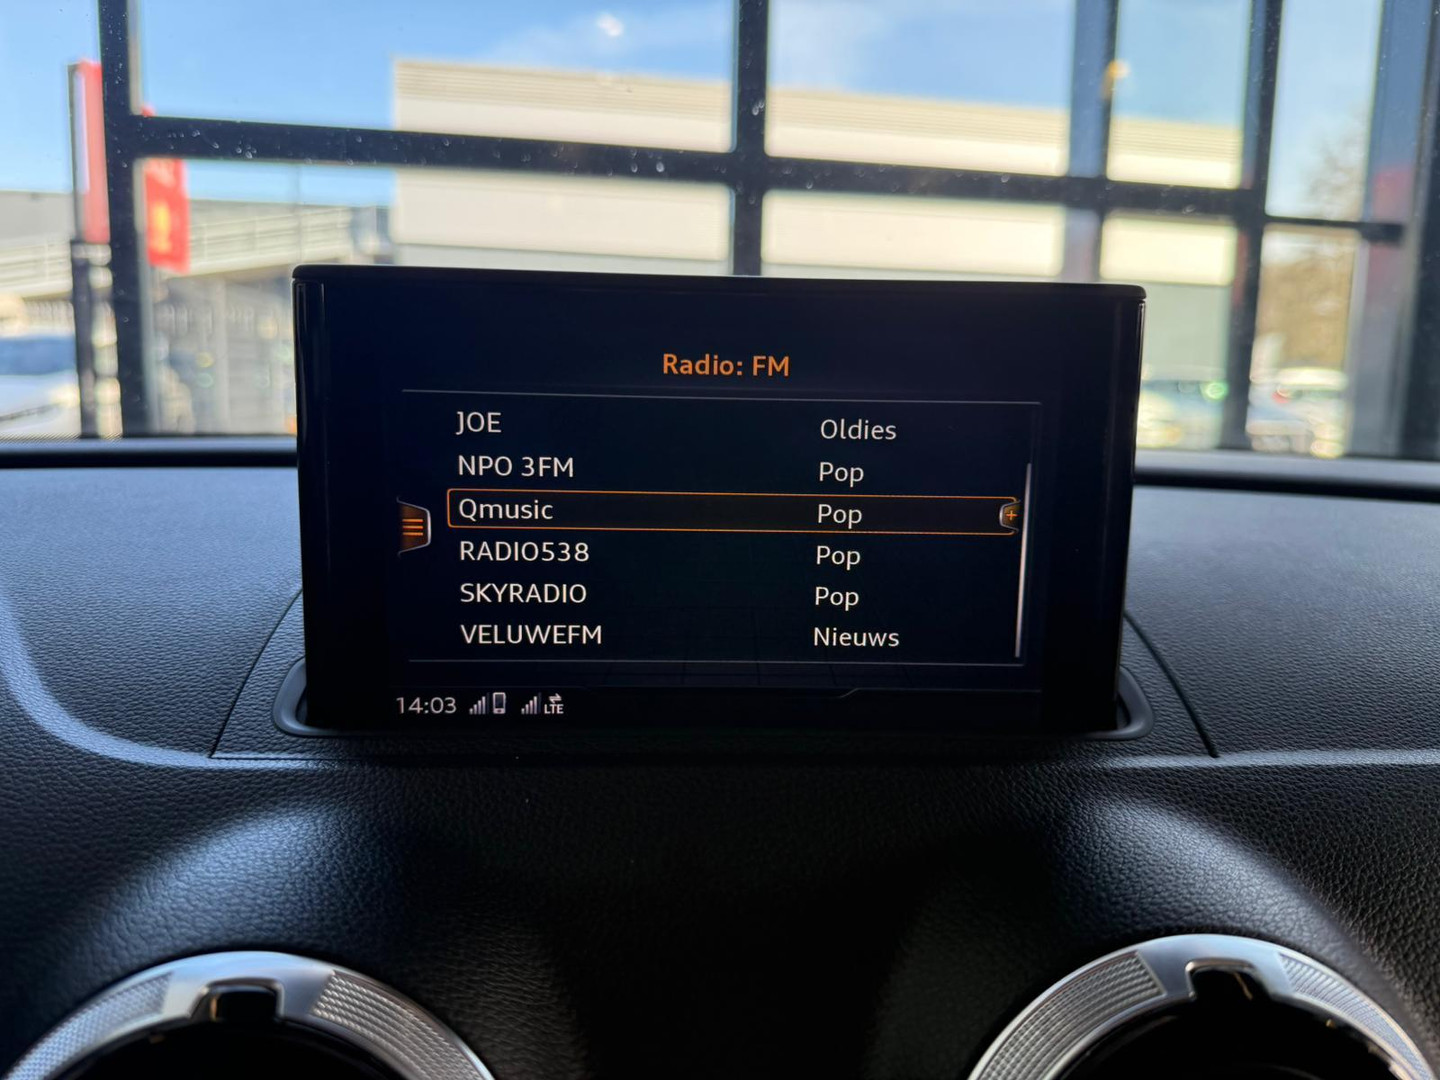 Radio: FM
JOE Oldies
NPO 3FM Pop
Qmusic Pop
RADIO538 Pop
SKYRADIO Pop
VELUWEFM Nieuws
14:03 LTE